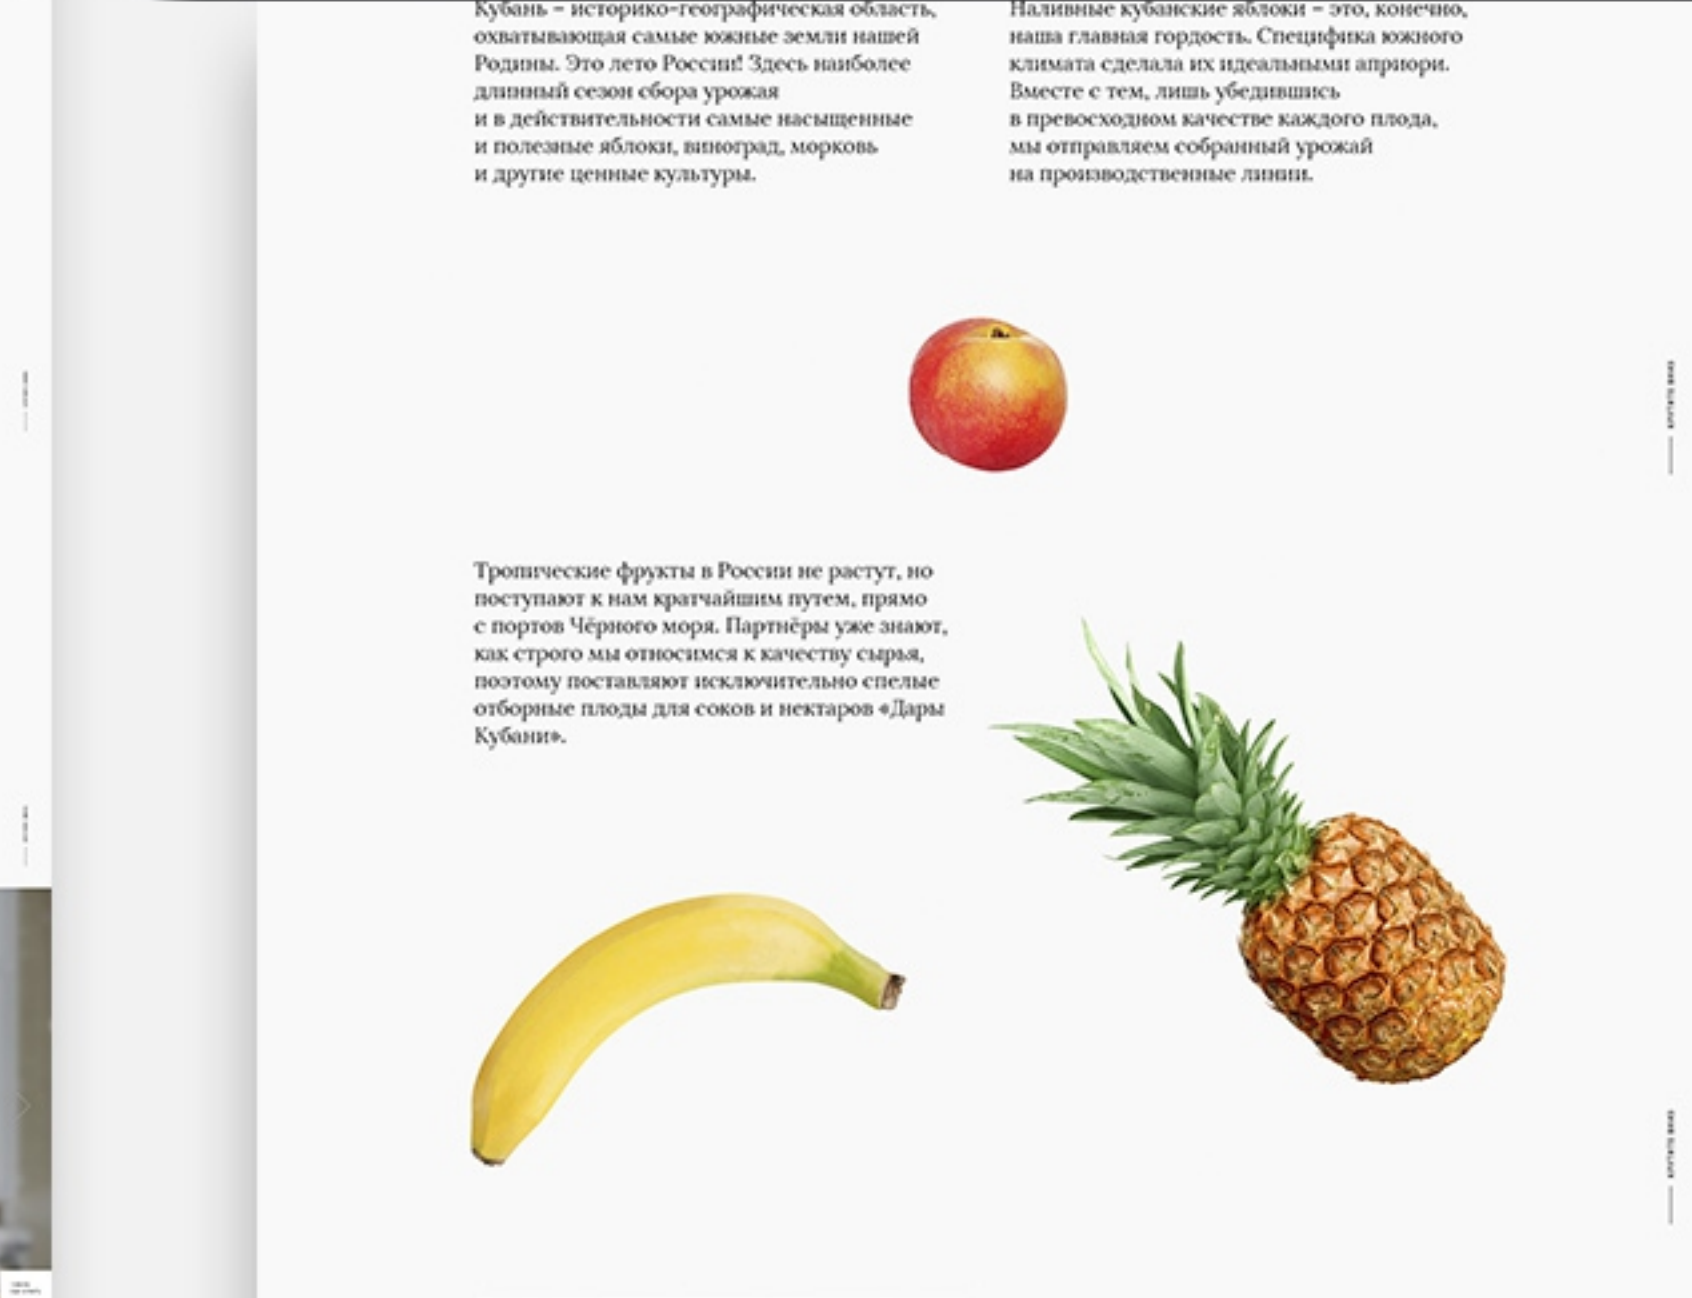 Кубань – историко-географическая область,
охватывающая самые южные земли нашей
Родины. Это лето России! Здесь наиболее
длинный сезон сбора урожая
и в действительности самые насыщенные
и полезные яблоки, виноград, морковь
и другие ценные культуры.
Наливные кубанские яблоки – это, конечно,
наша главная гордость. Специфика южного
климата сделала их идеальными априори.
Вместе с тем, лишь убедившись
в превосходном качестве каждого плода,
мы отправляем собранный урожай
на производственные линии.
Тропические фрукты в России не растут, но
поступают к нам кратчайшим путем, прямо
с портов Чёрного моря. Партнёры уже знают,
как строго мы относимся к качеству сырья,
поэтому поставляют исключительно спелые
отборные плоды для соков и нектаров «Дары
Кубани».
КРУТИТЕ ВНИЗ
КРУТИТЕ ВНИЗ